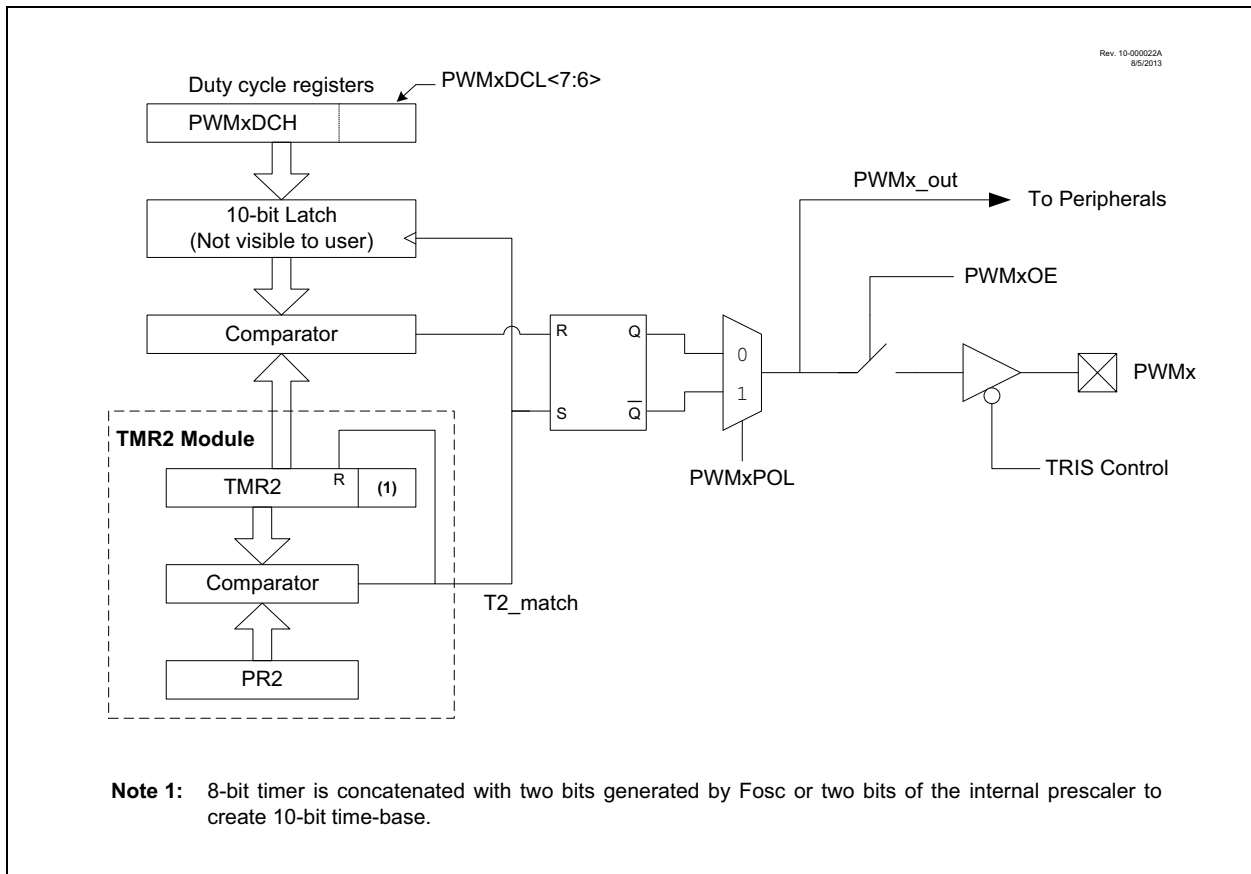 Rev. 10-000022A
8/5/2013
Duty cycle registers
PWMxDCL<7:6>
PWMxDCH
10-bit Latch
(Not visible to user)
Comparator
PWMx_out
To Peripherals
PWMxOE
R
Q
S
Q
0
1
PWMxPOL
PWMx
TRIS Control
TMR2 Module
TMR2
R
(1)
Comparator
T2_match
PR2
Note 1: 8-bit timer is concatenated with two bits generated by Fosc or two bits of the internal prescaler to
create 10-bit time-base.